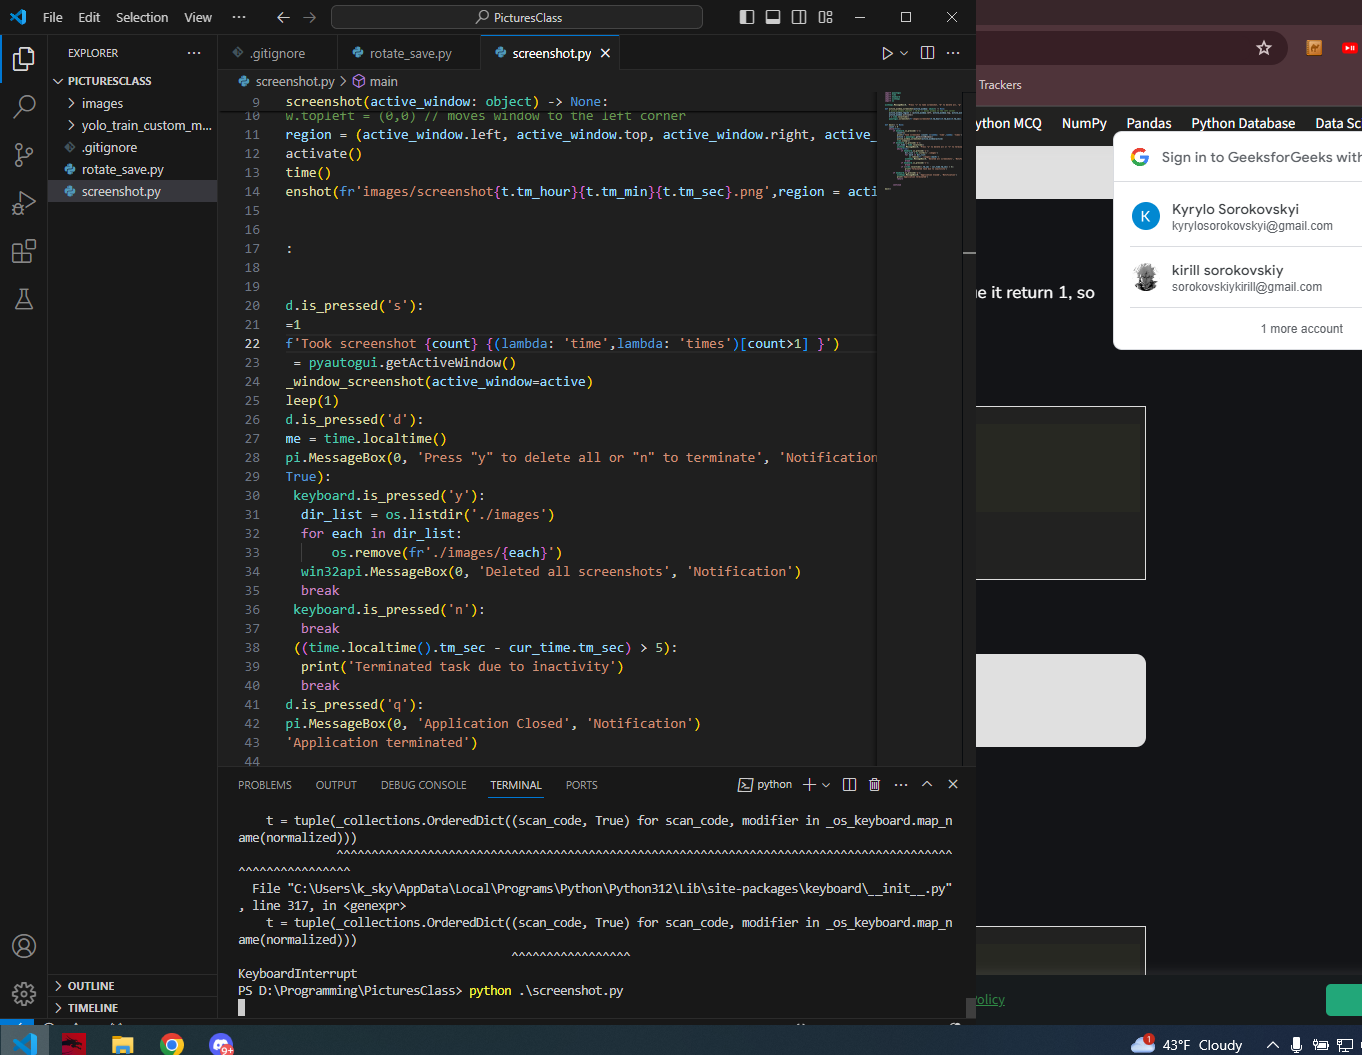 File Edit Selection View ··· PicturesClass
EXPLORER ···
PICTURESCLASS
images
yolo_train_custom_m...
.gitignore
rotate_save.py
screenshot.py
OUTLINE
TIMELINE
.gitignore rotate_save.py screenshot.py
screenshot.py > main
9 screenshot(active_window: object) -> None:
10 w.topleft = (0,0) // moves window to the left corner
11 region = (active_window.left, active_window.top, active_window.right, active_
12 activate()
13 time()
14 enshot(fr'images/screenshot{t.tm_hour}{t.tm_min}{t.tm_sec}.png',region = acti
15
16
17 :
18
19
20 d.is_pressed('s'):
21 =1
22 f'Took screenshot {count} {(lambda: 'time',lambda: 'times')[count>1] }')
23 = pyautogui.getActiveWindow()
24 _window_screenshot(active_window=active)
25 leep(1)
26 d.is_pressed('d'):
27 me = time.localtime()
28 pi.MessageBox(0, 'Press "y" to delete all or "n" to terminate', 'Notification
29 True):
30 keyboard.is_pressed('y'):
31 dir_list = os.listdir('./images')
32 for each in dir_list:
33 os.remove(fr'./images/{each}')
34 win32api.MessageBox(0, 'Deleted all screenshots', 'Notification')
35 break
36 keyboard.is_pressed('n'):
37 break
38 ((time.localtime().tm_sec - cur_time.tm_sec) > 5):
39 print('Terminated task due to inactivity')
40 break
41 d.is_pressed('q'):
42 pi.MessageBox(0, 'Application Closed', 'Notification')
43 'Application terminated')
44
PROBLEMS OUTPUT DEBUG CONSOLE TERMINAL PORTS python
t = tuple(_collections.OrderedDict((scan_code, True) for scan_code, modifier in _os_keyboard.map_n
ame(normalized)))
^^^^^^^^^^^^^^^^^^^^^^^^^^^^^^^^^^^^^^^^^^^^^^^^^^^^^^^^^^^^^^^^^^^^^^^^^^^^^^^^^^^^^^^^
^^^^^^^^^^^^^^^^
File "C:\Users\k_sky\AppData\Local\Programs\Python\Python312\Lib\site-packages\keyboard\__init__.py"
, line 317, in <genexpr>
t = tuple(_collections.OrderedDict((scan_code, True) for scan_code, modifier in _os_keyboard.map_n
ame(normalized)))
^^^^^^^^^^^^^^^^^
KeyboardInterrupt
PS D:\Programming\PicturesClass> python .\screenshot.py
Trackers
ython MCQ NumPy Pandas Python Database Data Sc
Sign in to GeeksforGeeks with
K
Kyrylo Sorokovskyi
kyrylosorokovskyi@gmail.com
kirill sorokovskiy
sorokovskiykirill@gmail.com
1 more account
ue it return 1, so
olicy
9+
1
43°F Cloudy